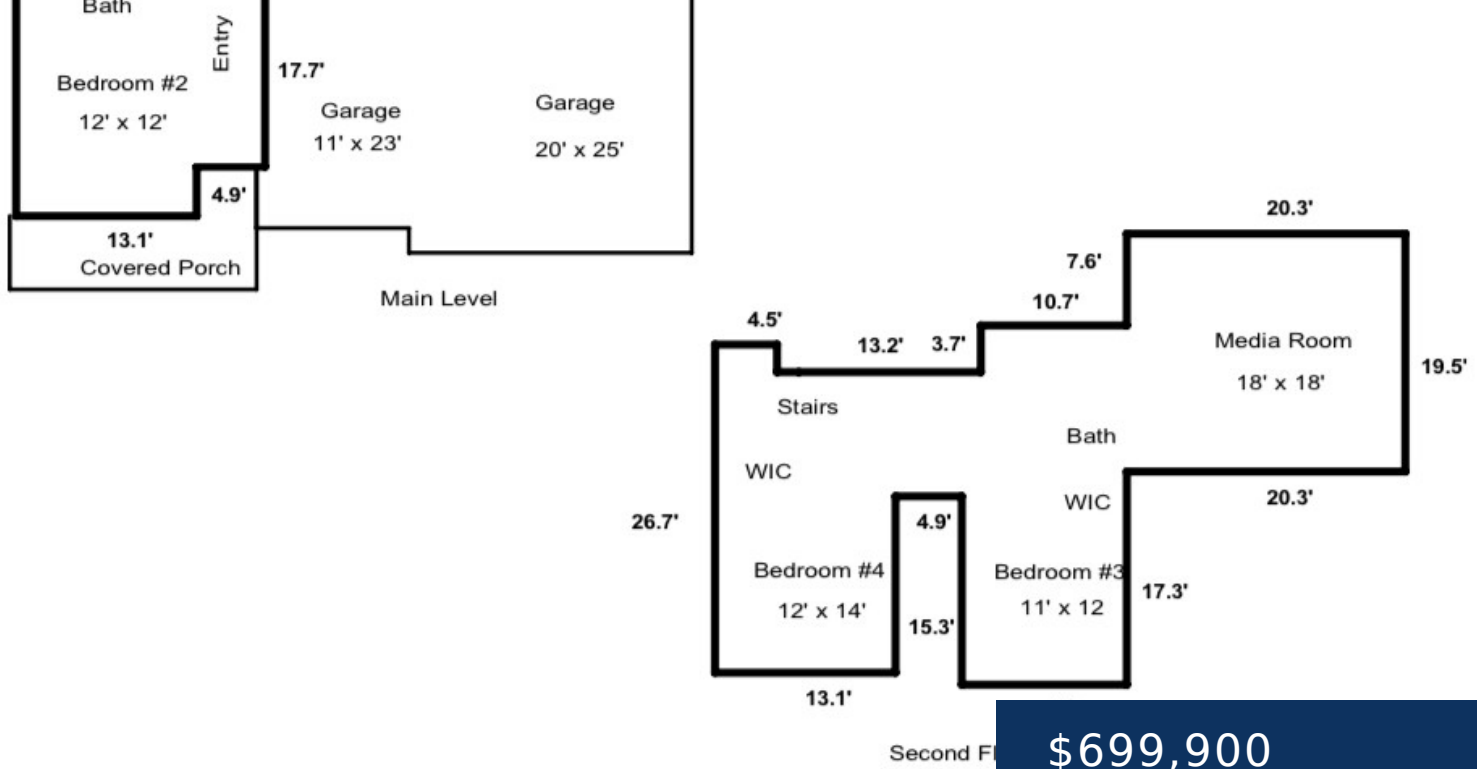 Bath
Entry
17.7'
Bedroom #2
12' x 12'
Garage
11' x 23'
Garage
20' x 25'
4.9'
13.1'
Covered Porch
Main Level
20.3'
7.6'
10.7'
4.5'
13.2'
3.7'
Media Room
18' x 18'
19.5'
Stairs
Bath
WIC
WIC
20.3'
26.7'
4.9'
Bedroom #4
12' x 14'
Bedroom #3
11' x 12
17.3'
15.3'
13.1'
Second Fl
$699,900